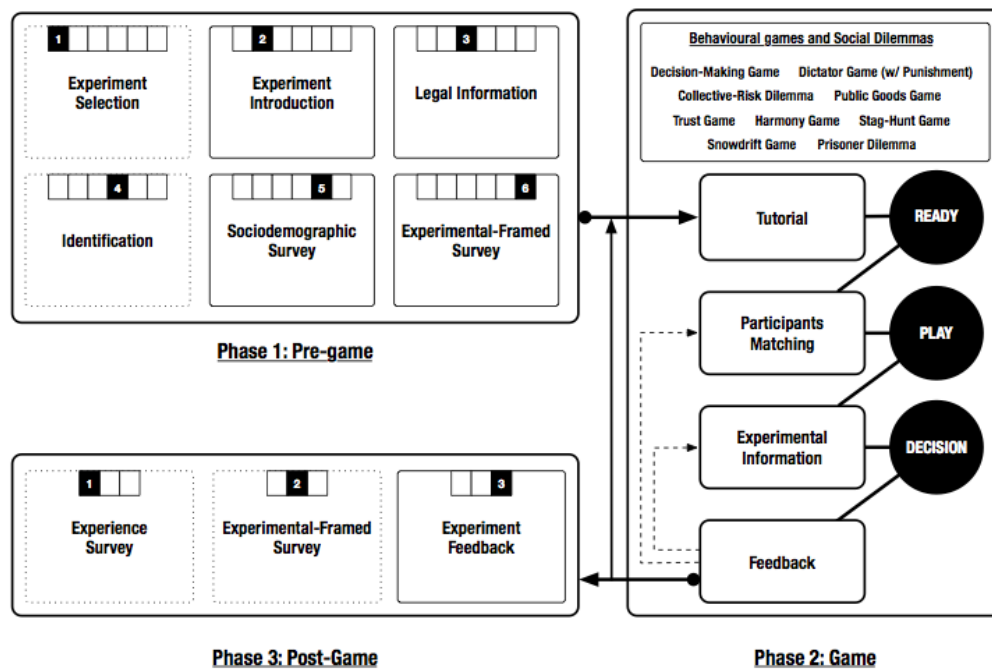 1
Experiment
Selection
2
Experiment
Introduction
3
Legal Information
4
Identification
5
Sociodemographic
Survey
6
Experimental-Framed
Survey
Phase 1: Pre-game
Behavioural games and Social Dilemmas
Decision-Making Game Dictator Game (w/ Punishment)
Collective-Risk Dilemma Public Goods Game
Trust Game Harmony Game Stag-Hunt Game
Snowdrift Game Prisoner Dilemma
Tutorial
READY
Participants
Matching
PLAY
Experimental
Information
DECISION
Feedback
Phase 2: Game
1
Experience
Survey
2
Experimental-Framed
Survey
3
Experiment
Feedback
Phase 3: Post-Game